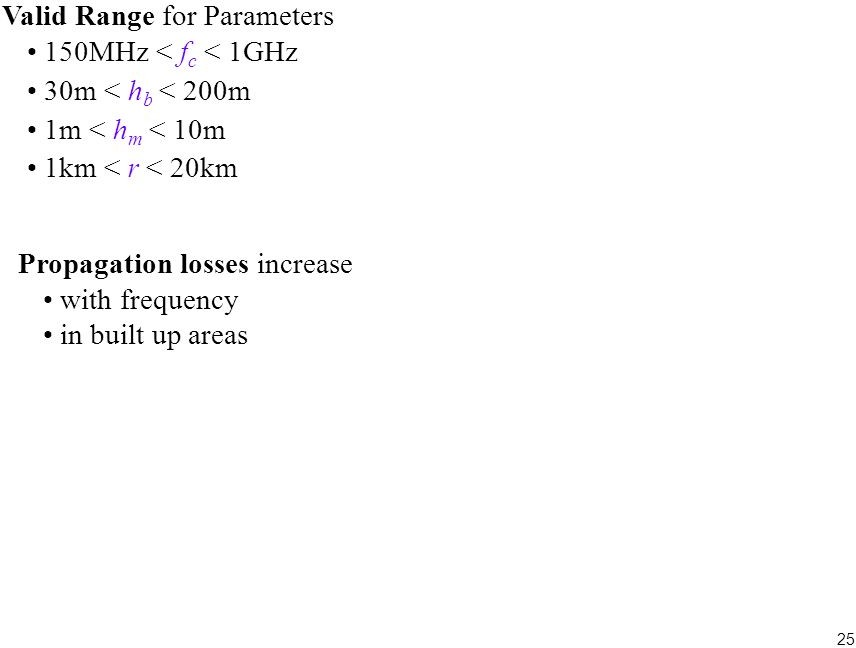 Valid Range for Parameters
• 150MHz < fc < 1GHz
• 30m < hb < 200m
• 1m < hm < 10m
• 1km < r < 20km
Propagation losses increase
• with frequency
• in built up areas
25